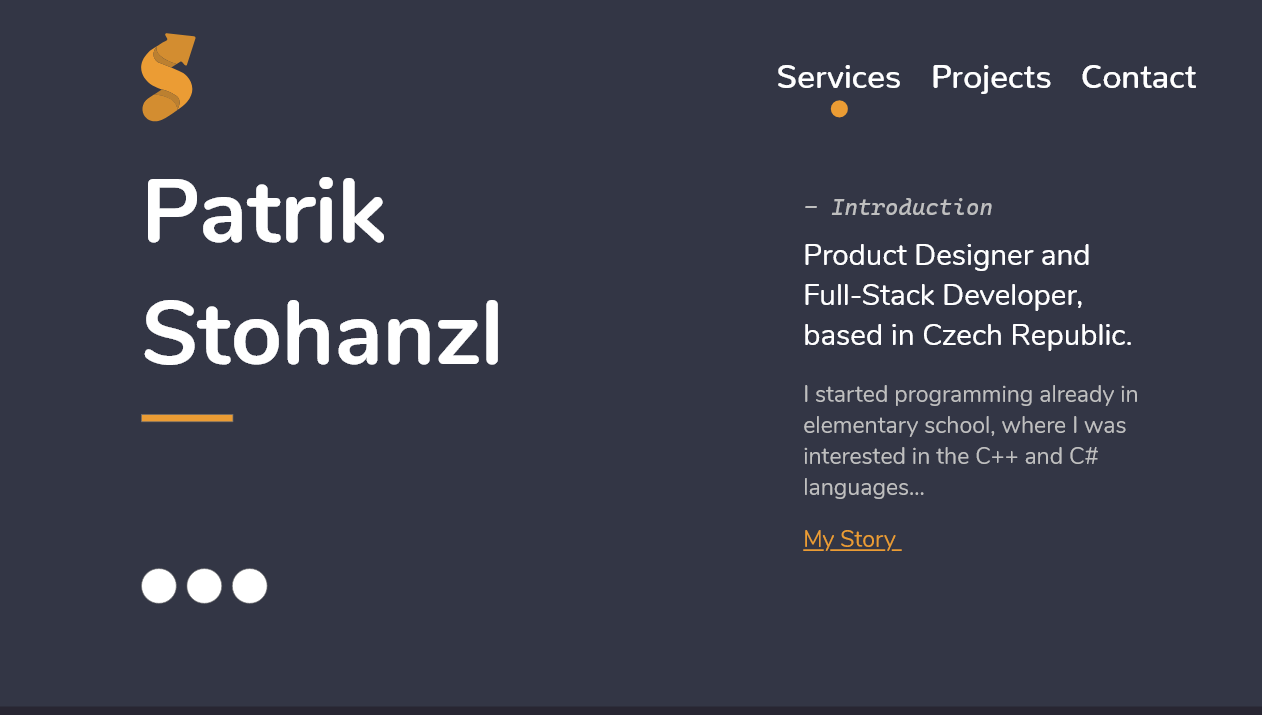 Services Projects Contact
Patrik
Stohanzl
– Introduction
Product Designer and
Full-Stack Developer,
based in Czech Republic.
I started programming already in
elementary school, where I was
interested in the C++ and C#
languages...
My Story